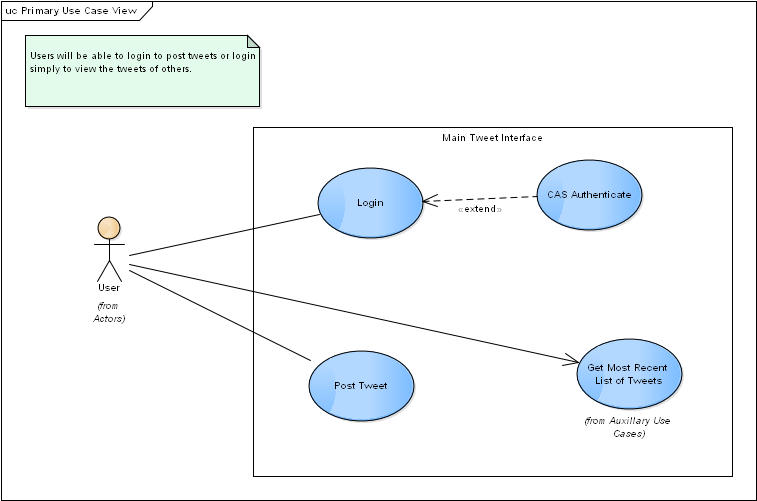 uc Primary Use Case View
Users will be able to login to post tweets or login
simply to view the tweets of others.
Main Tweet Interface
Login
«extend»
CAS Authenticate
User
(from
Actors)
Post Tweet
Get Most Recent
List of Tweets
(from Auxillary Use
Cases)